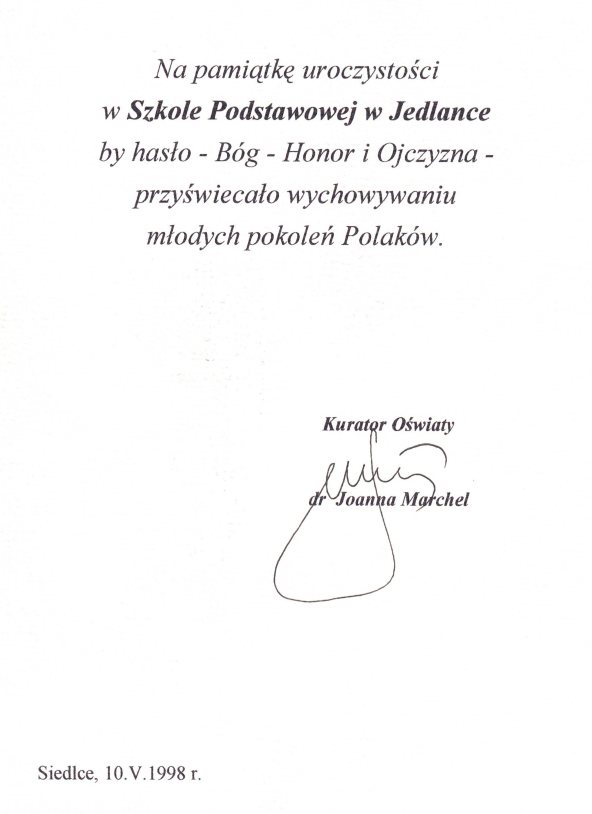 Na pamiątkę uroczystości
w Szkole Podstawowej w Jedlance
by hasło - Bóg - Honor i Ojczyzna -
przyświecało wychowywaniu
młodych pokoleń Polaków.
Kurator Oświaty
dr Joanna Marchel
Siedlce, 10.V.1998 r.